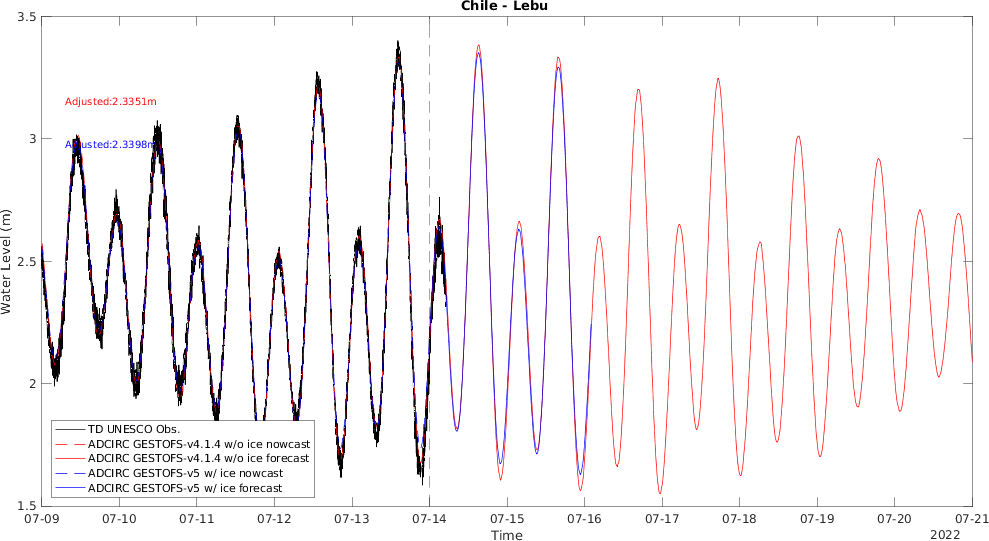 Chile - Lebu
3.5
3
2.5
2
1.5
Water Level (m)
Adjusted:2.3351m
Adjusted:2.3398m
TD UNESCO Obs.
ADCIRC GESTOFS-v4.1.4 w/o ice nowcast
ADCIRC GESTOFS-v4.1.4 w/o ice forecast
ADCIRC GESTOFS-v5 w/ ice nowcast
ADCIRC GESTOFS-v5 w/ ice forecast
07-09 07-10 07-11 07-12 07-13 07-14 07-15 07-16 07-17 07-18 07-19 07-20 07-21
Time
2022